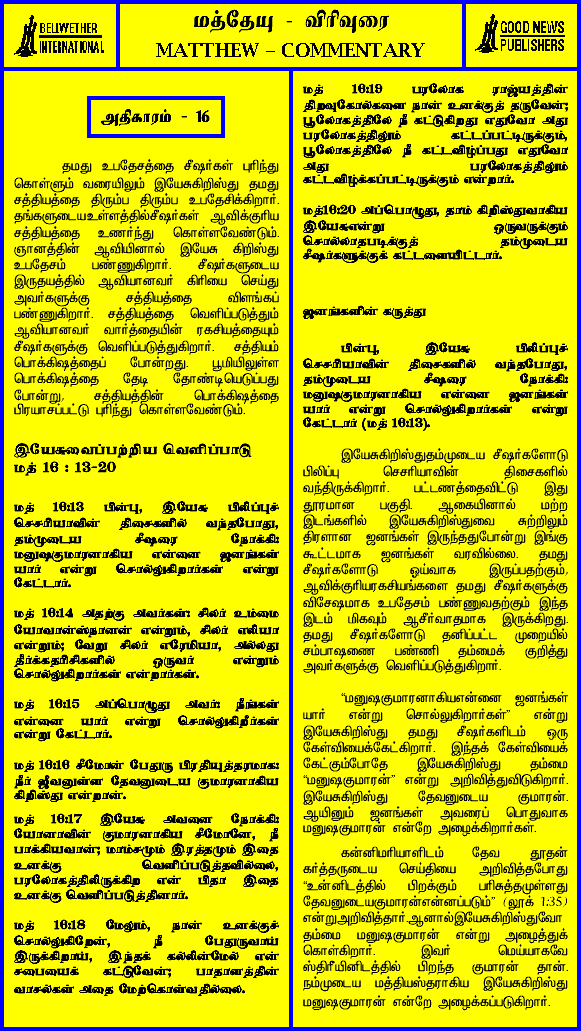 BELLWETHER
INTERNATIONAL
மத்தேயு - விரிவுரை
MATTHEW – COMMENTARY
GOOD NEWS
PUBLISHERS
அதிகாரம் - 16
தமது உபதேசத்தை சீஷர்கள் புரிந்து
கொள்ளும் வரையிலும் இயேசுகிறிஸ்து தமது
சத்தியத்தை திரும்ப திரும்ப உபதேசிக்கிறார்.
தங்களுடையஉள்ளத்தில்சீஷர்கள் ஆவிக்குரிய
சத்தியத்தை உணர்ந்து கொள்ளவேண்டும்.
ஞானத்தின் ஆவியினால் இயேசு கிறிஸ்து
உபதேசம் பண்ணுகிறார். சீஷர்களுடைய
இருதயத்தில் ஆவியானவர் கிரியை செய்து
அவர்களுக்கு சத்தியத்தை விளங்கப்
பண்ணுகிறார். சத்தியத்தை வெளிப்படுத்தும்
ஆவியானவர் வார்த்தையின் ரகசியத்தையும்
சீஷர்களுக்கு வெளிப்படுத்துகிறார். சத்தியம்
பொக்கிஷத்தைப் போன்றது. பூமியிலுள்ள
பொக்கிஷத்தை தேடி தோண்டியெடுப்பது
போன்று, சத்தியத்தின் பொக்கிஷத்தை
பிரயாசப்பட்டு புரிந்து கொள்ளவேண்டும்.
இயேசுவைப்பற்றிய வெளிப்பாடு
மத் 16 : 13-20
மத் 16:13 பின்பு, இயேசு பிலிப்புச்
செசரியாவின் திசைகளில் வந்தபோது,
தம்முடைய சீஷரை நோக்கி:
மனுஷகுமாரனாகிய என்னை ஜனங்கள்
யார் என்று சொல்லுகிறார்கள் என்று
கேட்டார்.
மத் 16:14 அதற்கு அவர்கள்: சிலர் உம்மை
யோவான்ஸ்நானன் என்றும், சிலர் எலியா
என்றும்; வேறு சிலர் எரேமியா, அல்லது
தீர்க்கதரிசிகளில் ஒருவர் என்றும்
சொல்லுகிறார்கள் என்றார்கள்.
மத் 16:15 அப்பொழுது அவர்: நீங்கள்
என்னை யார் என்று சொல்லுகிறீர்கள்
என்று கேட்டார்.
மத் 16:16 சீமோன் பேதுரு பிரதியுத்தரமாக:
நீர் ஜீவனுள்ள தேவனுடைய குமாரனாகிய
கிறிஸ்து என்றான்.
மத் 16:17 இயேசு அவனை நோக்கி:
யோனாவின் குமாரனாகிய சீமோனே, நீ
பாக்கியவான்; மாம்சமும் இரத்தமும் இதை
உனக்கு வெளிப்படுத்தவில்லை,
பரலோகத்திலிருக்கிற என் பிதா இதை
உனக்கு வெளிப்படுத்தினார்.
மத் 16:18 மேலும், நான் உனக்குச்
சொல்லுகிறேன், நீ பேதுருவாய்
இருக்கிறாய், இந்தக் கல்லின்மேல் என்
சபையைக் கட்டுவேன்; பாதாளத்தின்
வாசல்கள் அதை மேற்கொள்வதில்லை.
மத் 16:19 பரலோக ராஜ்யத்தின்
திறவுகோல்களை நான் உனக்குத் தருவேன்;
பூலோகத்திலே நீ கட்டுகிறது எதுவோ அது
பரலோகத்திலும் கட்டப்பட்டிருக்கும்,
பூலோகத்திலே நீ கட்டவிழ்ப்பது எதுவோ
அது பரலோகத்திலும்
கட்டவிழ்க்கப்பட்டிருக்கும் என்றார்.
மத்16:20 அப்பொழுது, தாம் கிறிஸ்துவாகிய
இயேசுஎன்று ஒருவருக்கும்
சொல்லாதபடிக்குத் தம்முடைய
சீஷர்களுக்குக் கட்டளையிட்டார்.
ஜனங்களின் கருத்து
பின்பு, இயேசு பிலிப்புச்
செசரியாவின் திசைகளில் வந்தபோது,
தம்முடைய சீஷரை நோக்கி:
மனுஷகுமாரனாகிய என்னை ஜனங்கள்
யார் என்று சொல்லுகிறார்கள் என்று
கேட்டார் (மத் 16:13).
இயேசுகிறிஸ்துதம்முடைய சீஷர்களோடு
பிலிப்பு செசரியாவின் திசைகளில்
வந்திருக்கிறார். பட்டணத்தைவிட்டு இது
தூரமான பகுதி. ஆகையினால் மற்ற
இடங்களில் இயேசுகிறிஸ்துவை சுற்றிலும்
திரளான ஜனங்கள் இருந்ததுபோன்று இங்கு
கூட்டமாக ஜனங்கள் வரவில்லை. தமது
சீஷர்களோடு ஓய்வாக இருப்பதற்கும்,
ஆவிக்குரியரகசியங்களை தமது சீஷர்களுக்கு
விசேஷமாக உபதேசம் பண்ணுவதற்கும் இந்த
இடம் மிகவும் ஆசீர்வாதமாக இருக்கிறது.
தமது சீஷர்களோடு தனிப்பட்ட முறையில்
சம்பாஷணை பண்ணி தம்மைக் குறித்து
அவர்களுக்கு வெளிப்படுத்துகிறார்.
“மனுஷகுமாரனாகியஎன்னை ஜனங்கள்
யார் என்று சொல்லுகிறார்கள்” என்று
இயேசுகிறிஸ்து தமது சீஷர்களிடம் ஒரு
கேள்வியைக்கேட்கிறார். இந்தக் கேள்வியைக்
கேட்கும்போதே இயேசுகிறிஸ்து தம்மை
“மனுஷகுமாரன்” என்று அறிவித்துவிடுகிறார்.
இயேசுகிறிஸ்து தேவனுடைய குமாரன்.
ஆயினும் ஜனங்கள் அவரைப் பொதுவாக
மனுஷகுமாரன் என்றே அழைக்கிறார்கள்.
கன்னிமரியாளிடம் தேவ தூதன்
கர்த்தருடைய செய்தியை அறிவித்தபோது
“உன்னிடத்தில் பிறக்கும் பரிசுத்தமுள்ளது
தேவனுடையகுமாரன்என்னப்படும்” (லூக் 1:35)
என்றுஅறிவித்தார்.ஆனால்இயேசுகிறிஸ்துவோ
தம்மை மனுஷகுமாரன் என்று அழைத்துக்
கொள்கிறார். இவர் மெய்யாகவே
ஸ்திரீயினிடத்தில் பிறந்த குமாரன் தான்.
நம்முடைய மத்தியஸ்தராகிய இயேசுகிறிஸ்து
மனுஷகுமாரன் என்றே அழைக்கப்படுகிறார்.